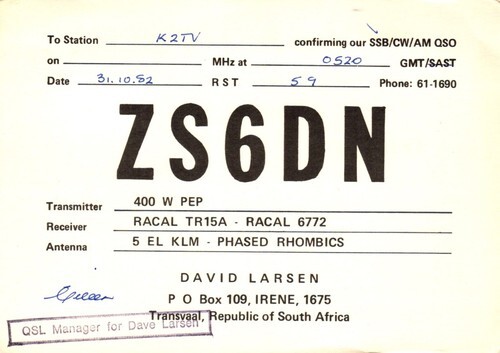 To Station K2TV confirming our SSB/CW/AM QSO
on MHz at 0520 GMT/SAST
Date 31.10.82 RST 59 Phone: 61-1690
ZS6DN
Transmitter 400 W PEP
Receiver RACAL TR15A - RACAL 6772
Antenna 5 EL KLM - PHASED RHOMBICS
DAVID LARSEN
P O Box 109, IRENE, 1675
Transvaal, Republic of South Africa
QSL Manager for Dave Larsen